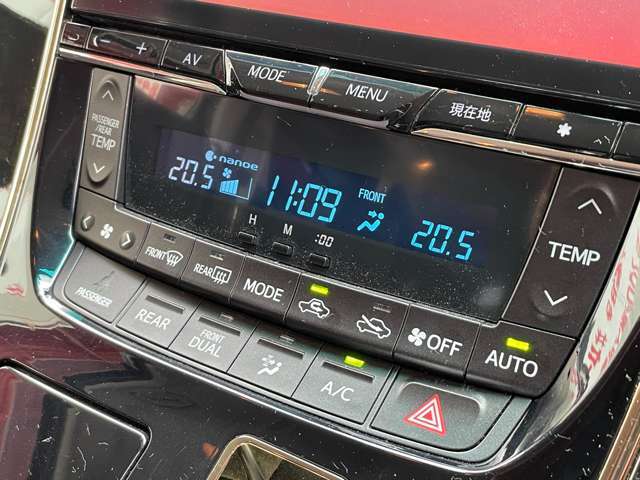 − + AV MODE MENU 現在地
PASSENGER
/REAR
TEMP
nanoe
20.5 11:09 FRONT 20.5
H M :00
TEMP
FRONT REAR MODE OFF AUTO
PASSENGER REAR FRONT
DUAL A/C